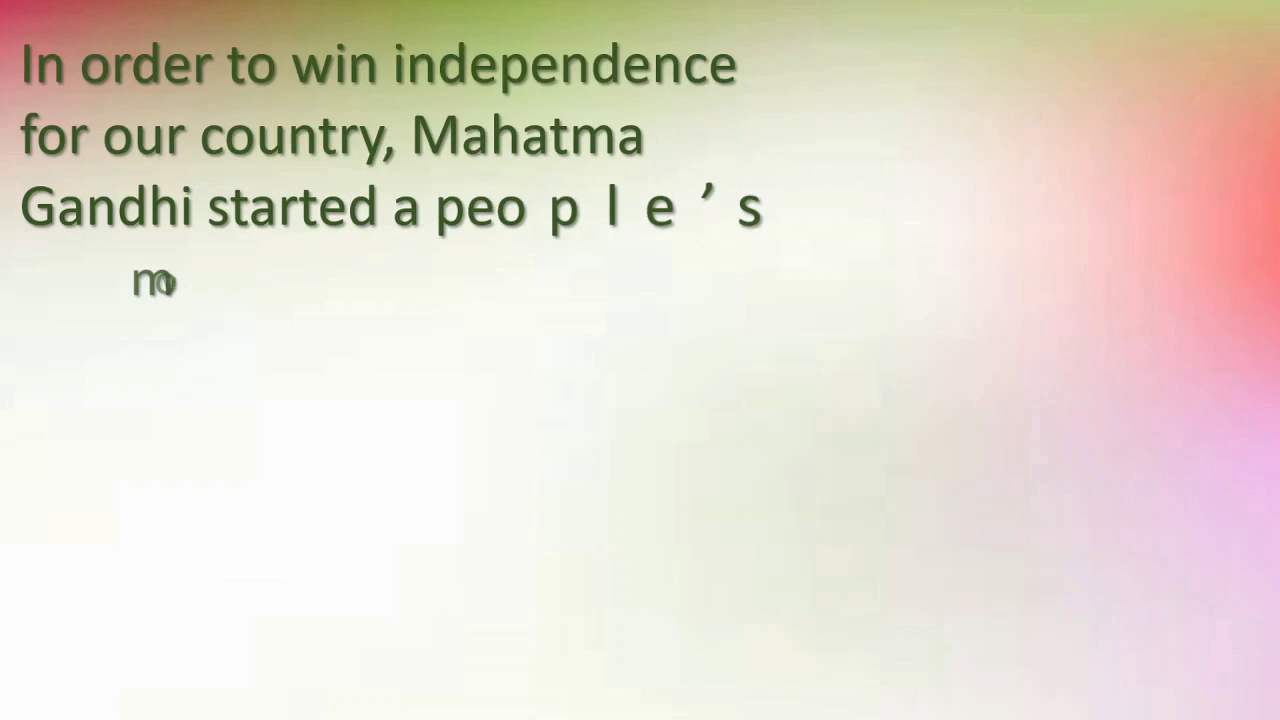 In order to win independence
for our country, Mahatma
Gandhi started a people’s